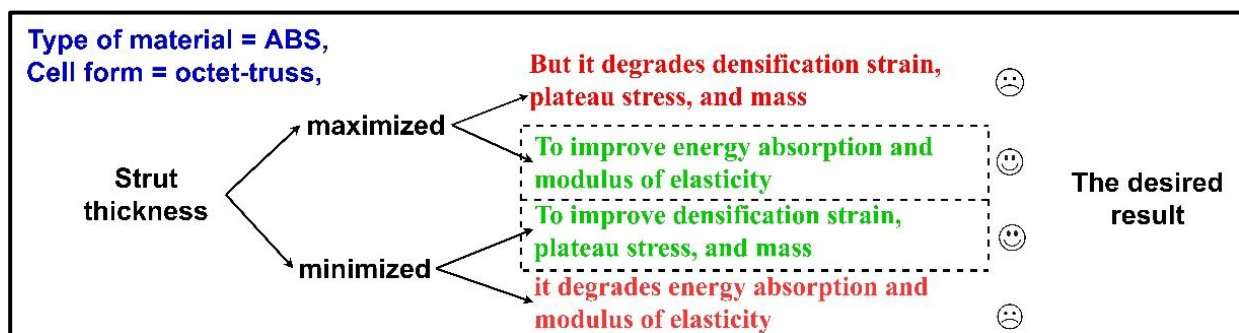 Type of material = ABS,
Cell form = octet-truss,
But it degrades densification strain,
plateau stress, and mass
maximized
To improve energy absorption and
modulus of elasticity
Strut
thickness
The desired
result
To improve densification strain,
plateau stress, and mass
minimized
it degrades energy absorption and
modulus of elasticity